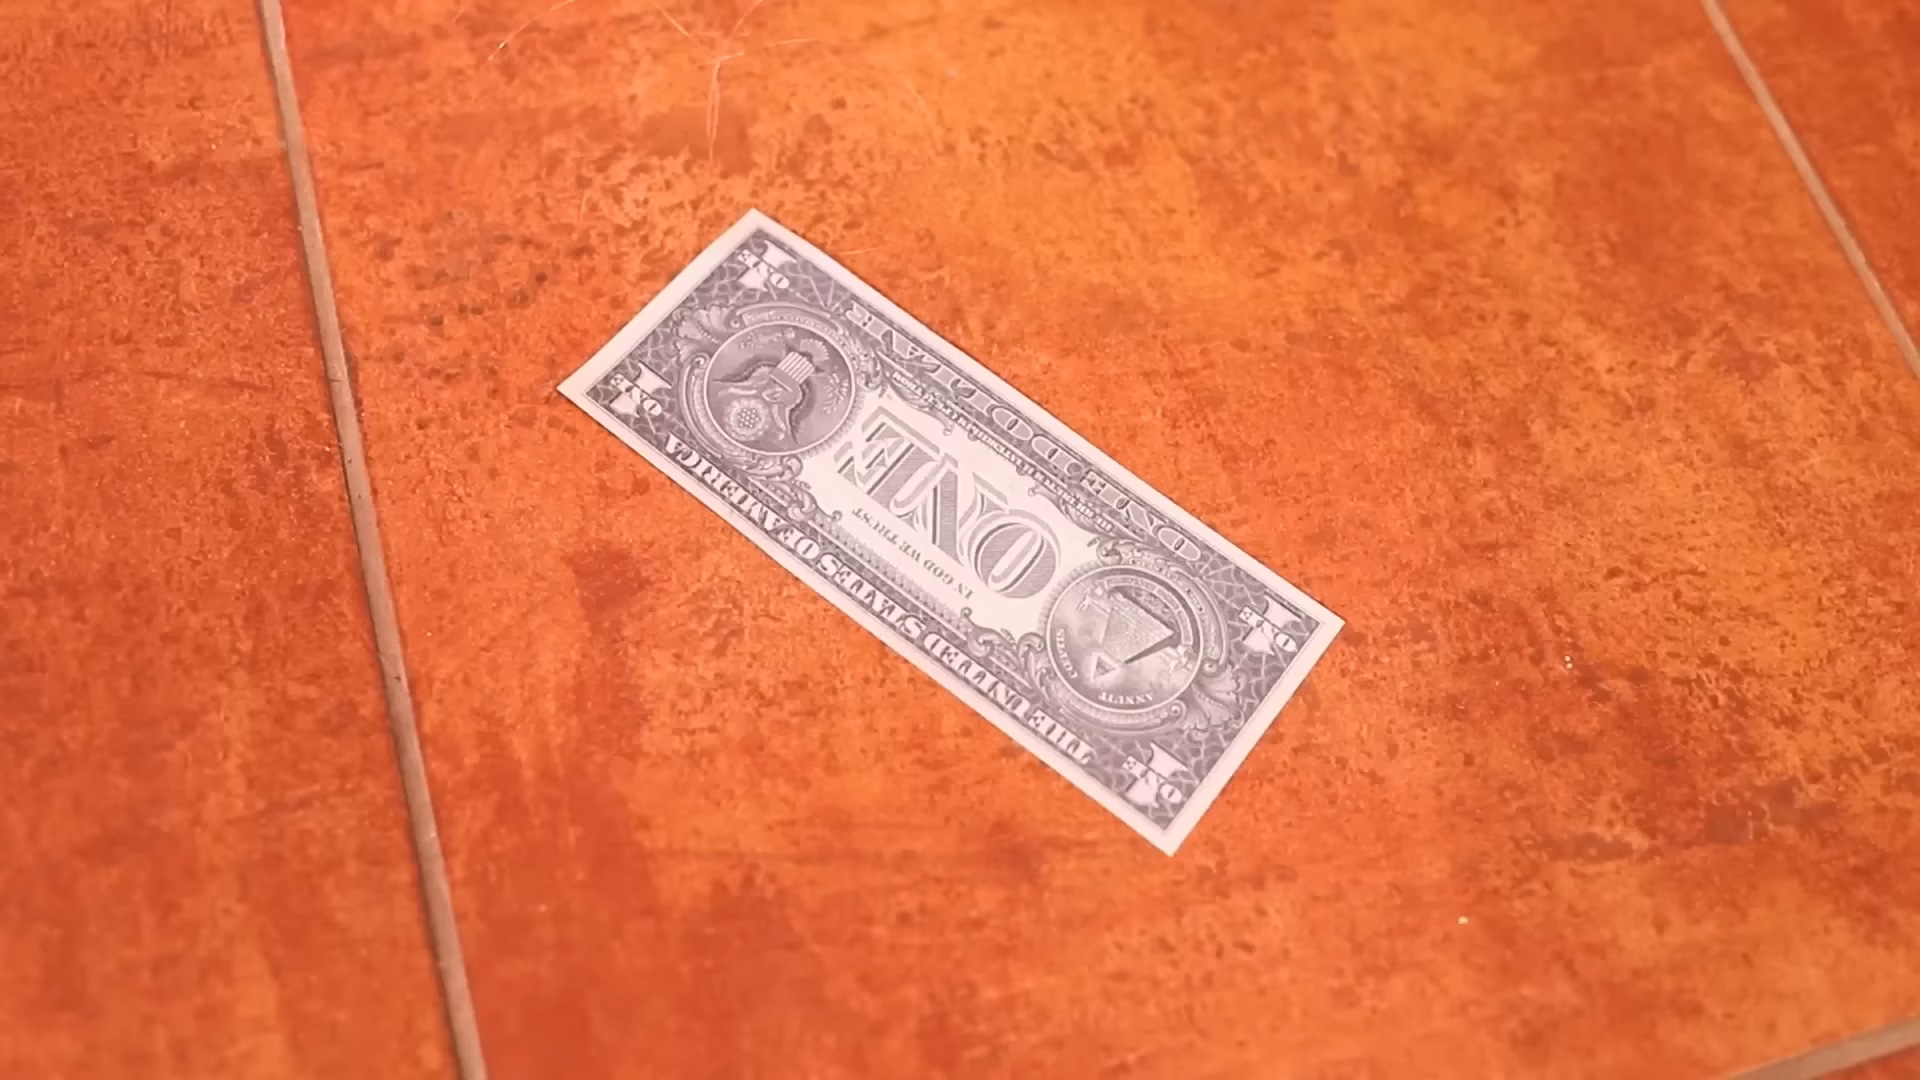 THE UNITED STATES OF AMERICA
ONE
ONE
IN GOD WE TRUST
ANNUIT
ONE
ONE
ONE
ONE DOLLAR